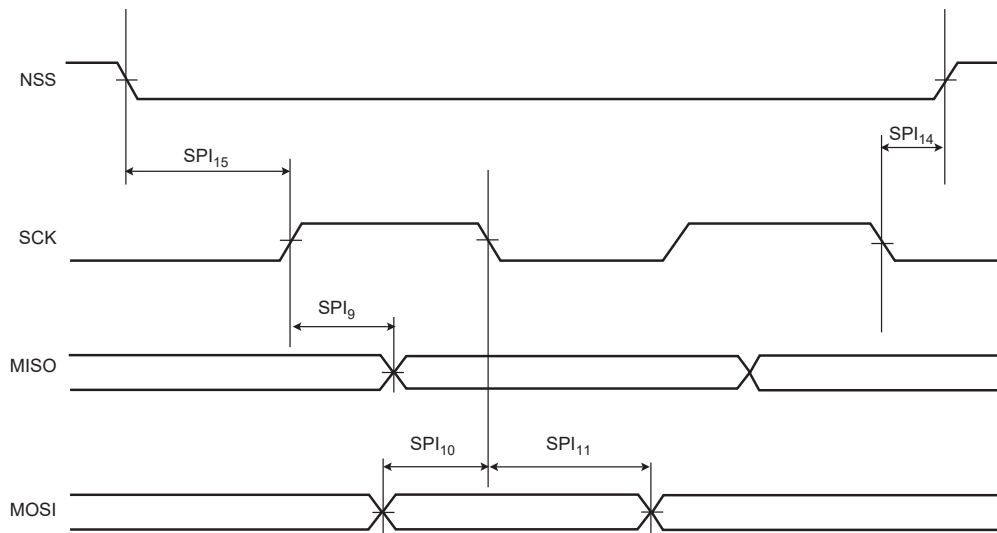 NSS
SPI₁₄
SPI₁₅
SCK
SPI₉
MISO
SPI₁₀ SPI₁₁
MOSI